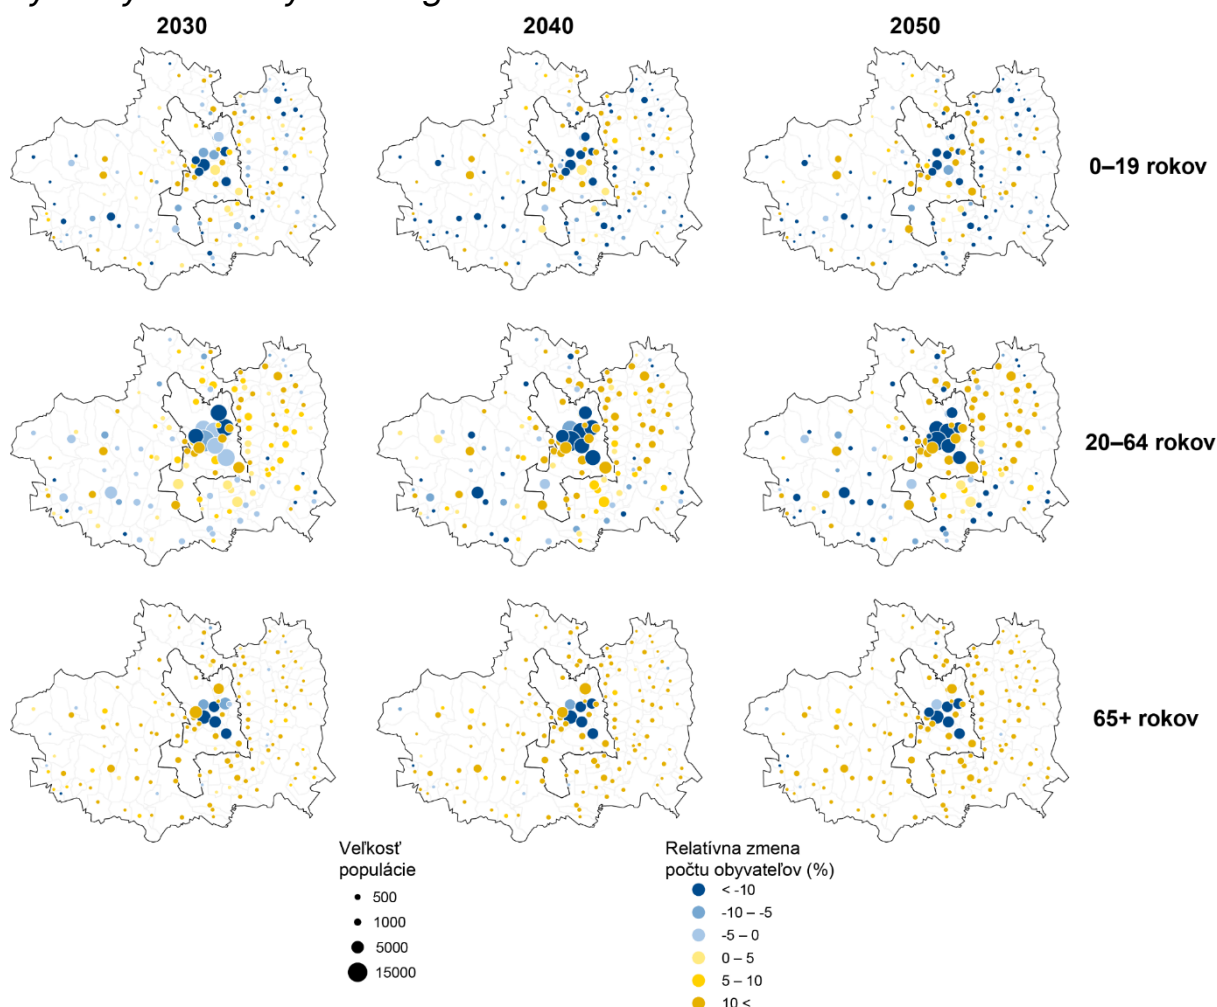 2030
2040
2050
0–19 rokov
20–64 rokov
65+ rokov
Veľkosť
populácie
500
1000
5000
15000
Relatívna zmena
počtu obyvateľov (%)
< -10
-10 – -5
-5 – 0
0 – 5
5 – 10
10 <